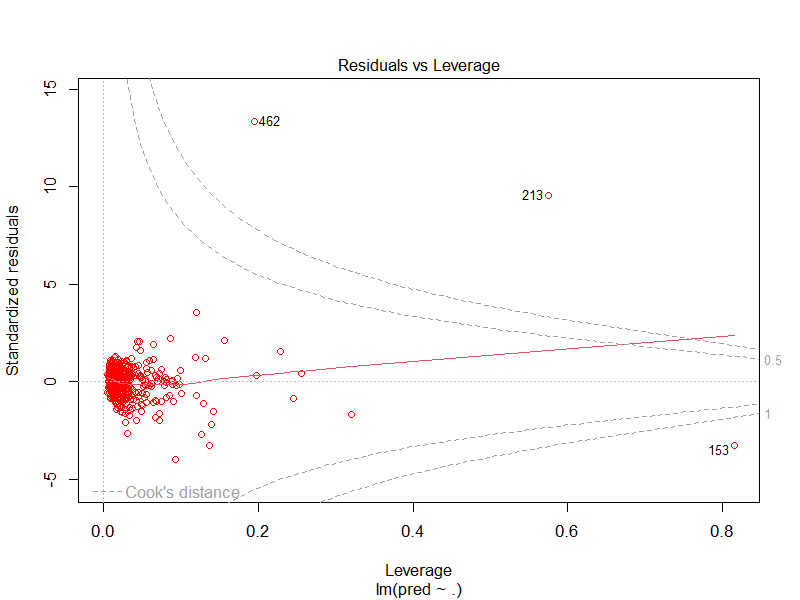 Residuals vs Leverage
15
10
5
0
-5
Standardized residuals
462
213
153
0.5
1
Cook's distance
0.0 0.2 0.4 0.6 0.8
Leverage
lm(pred ~ .)